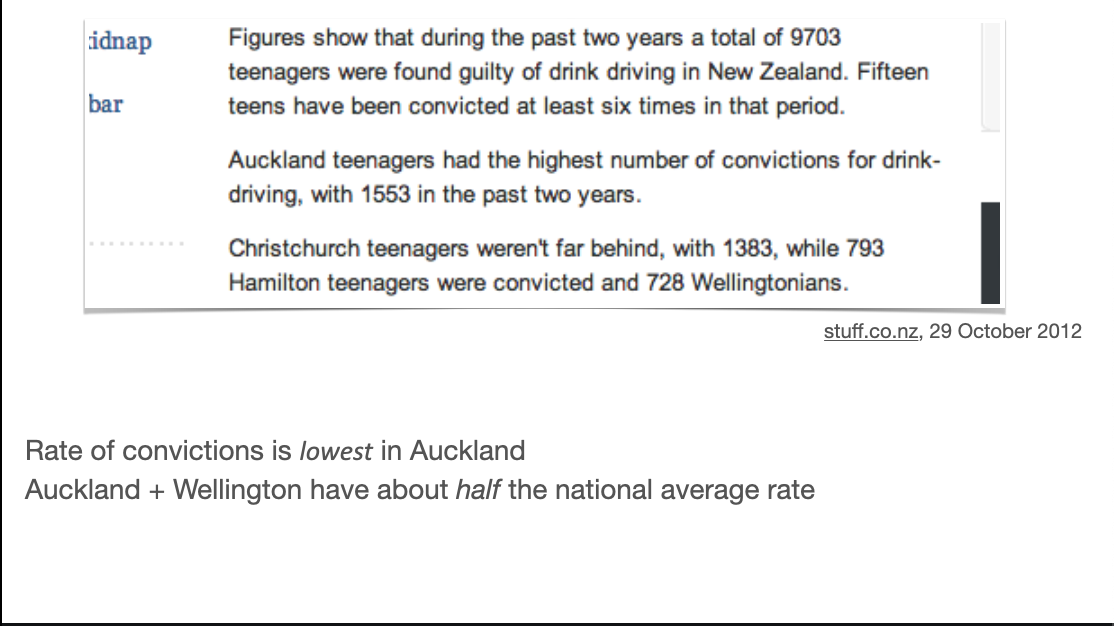 kidnap
bar
Figures show that during the past two years a total of 9703
teenagers were found guilty of drink driving in New Zealand. Fifteen
teens have been convicted at least six times in that period.
Auckland teenagers had the highest number of convictions for drink-
driving, with 1553 in the past two years.
Christchurch teenagers weren't far behind, with 1383, while 793
Hamilton teenagers were convicted and 728 Wellingtonians.
stuff.co.nz, 29 October 2012
Rate of convictions is lowest in Auckland
Auckland + Wellington have about half the national average rate